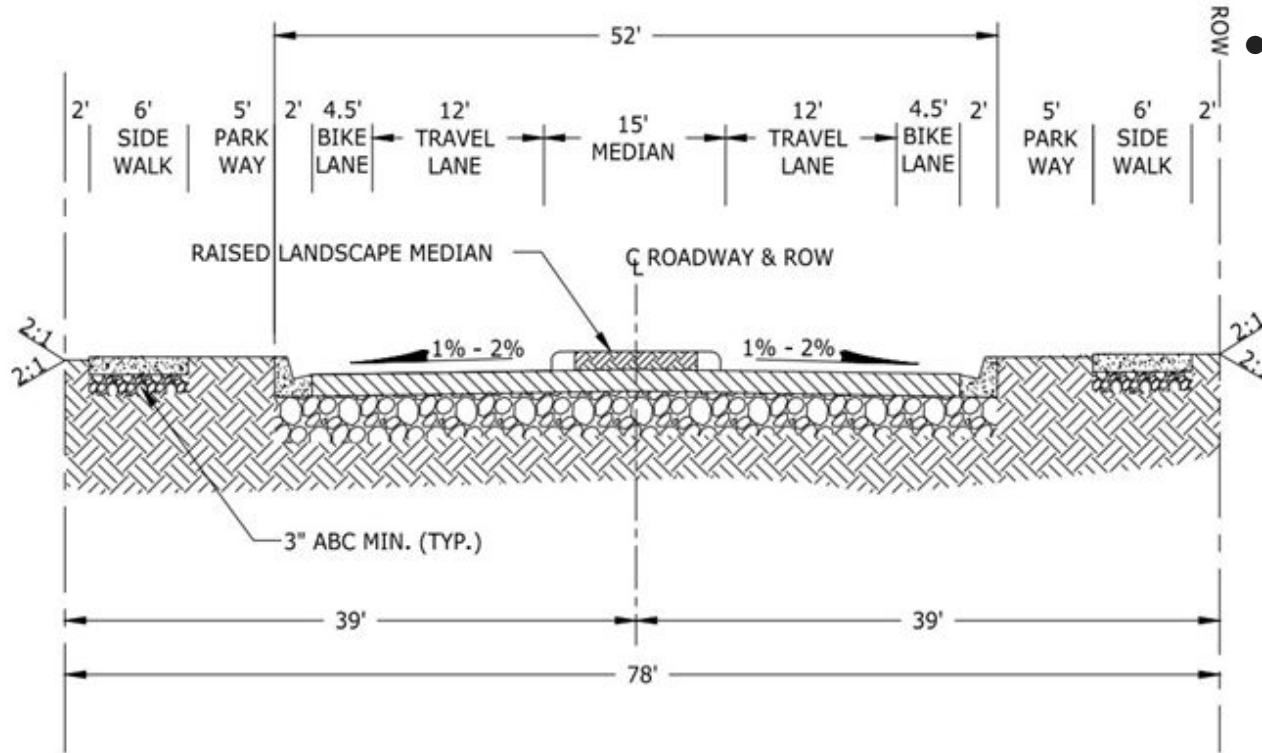 ROW
52'
2' 6' 5' 2' 4.5' 12' 15' 12' 4.5' 2' 5' 6' 2'
SIDE PARK BIKE TRAVEL MEDIAN TRAVEL BIKE PARK SIDE
WALK WAY LANE LANE LANE LANE WAY WALK
RAISED LANDSCAPE MEDIAN
℄ ROADWAY & ROW
2:1 1% - 2% 1% - 2% 2:1
2:1 2:1
3" ABC MIN. (TYP.)
39' 39'
78'